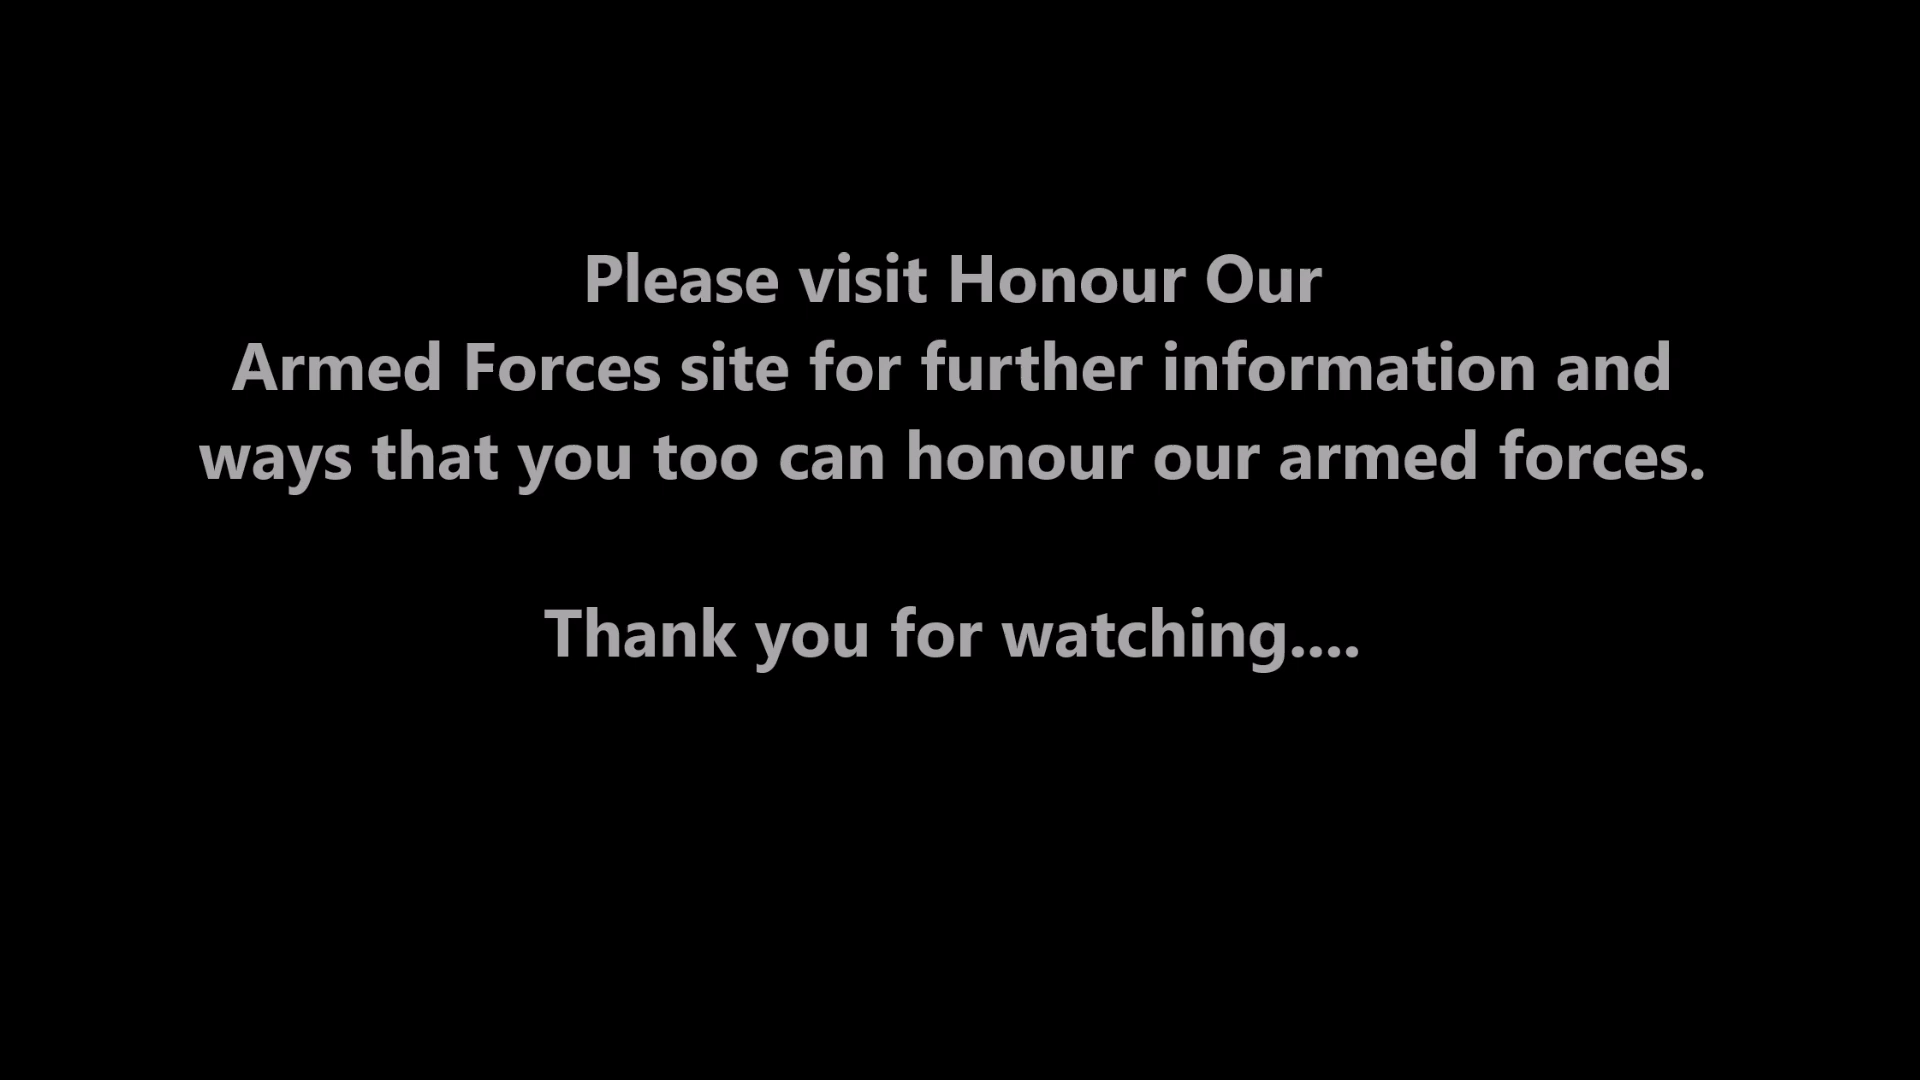 Please visit Honour Our
Armed Forces site for further information and
ways that you too can honour our armed forces.
Thank you for watching....